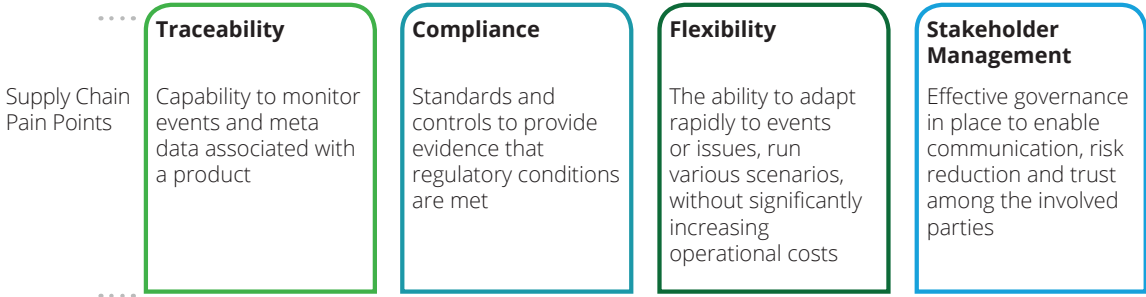 Supply Chain
Pain Points
Traceability
Capability to monitor
events and meta
data associated with
a product
Compliance
Standards and
controls to provide
evidence that
regulatory conditions
are met
Flexibility
The ability to adapt
rapidly to events
or issues, run
various scenarios,
without significantly
increasing
operational costs
Stakeholder
Management
Effective governance
in place to enable
communication, risk
reduction and trust
among the involved
parties